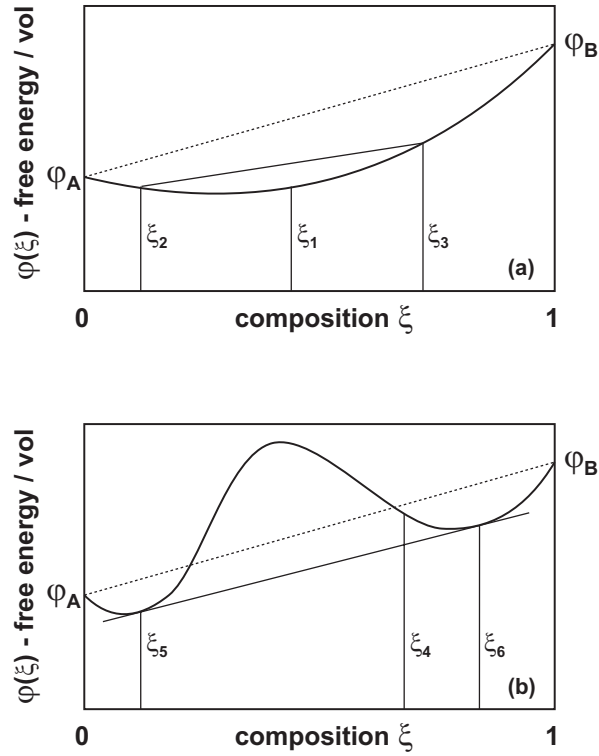 φ(ξ) - free energy / vol
φA
φB
ξ2
ξ1
ξ3
(a)
0
composition ξ
1
φ(ξ) - free energy / vol
φA
φB
ξ5
ξ4
ξ6
(b)
0
composition ξ
1